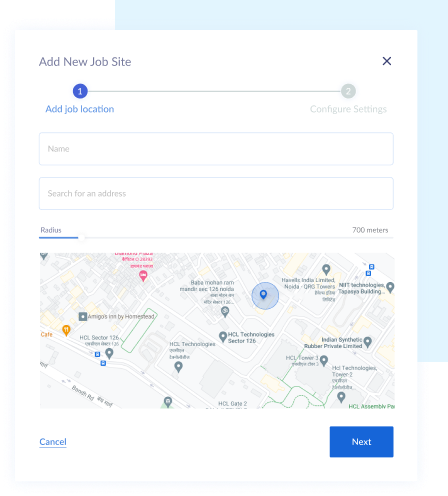 Add New Job Site
1
2
Add job location
Configure Settings
Name
Search for an address
Radius
700 meters
Baba mohan ram
mandir sec 126 noida
Havells India Limited,
Noida - QRG Towers
NIIT technologies,
Tapasya Building...
Amigo's Inn by Homestead
Cafe
HCL Sector 126
HCL Technologies
HCL Technologies
Sector 126
Indian Synthetic
Rubber Private Limited
HCL Tower 3
Hcl Technologies,
Tower-2
HCL Gate 2
HCL Assembly Pa
Cancel
Next